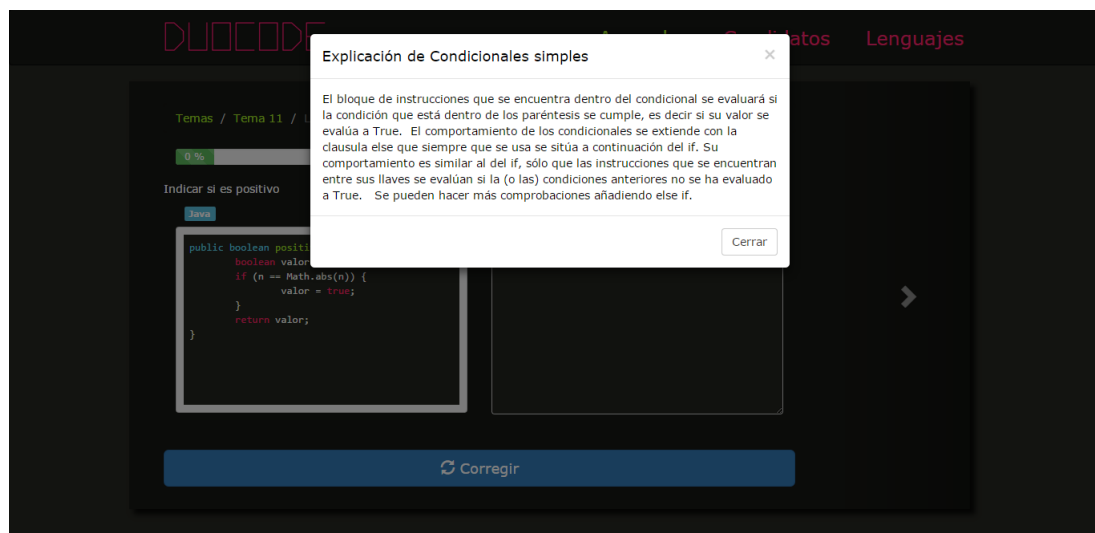 DUOCODE
atos Lenguajes
Explicación de Condicionales simples ×
El bloque de instrucciones que se encuentra dentro del condicional se evaluará si
la condición que está dentro de los paréntesis se cumple, es decir si su valor se
evalúa a True. El comportamiento de los condicionales se extiende con la
clausula else que siempre que se usa se sitúa a continuación del if. Su
comportamiento es similar al del if, sólo que las instrucciones que se encuentran
entre sus llaves se evalúan si la (o las) condiciones anteriores no se ha evaluado
a True. Se pueden hacer más comprobaciones añadiendo else if.
Cerrar
Temas / Tema 11 /
0 %
Indicar si es positivo
Java
public boolean positi
boolean valor
if (n == Math.abs(n)) {
valor = true;
}
return valor;
}
Corregir